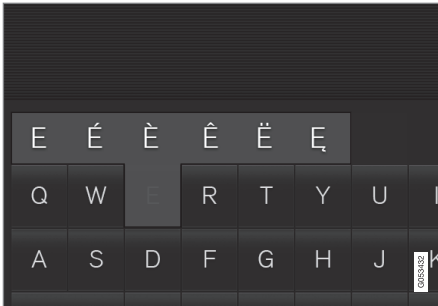 E É È Ê Ë Ę
Q W E R T Y U I
A S D F G H J K
G053432